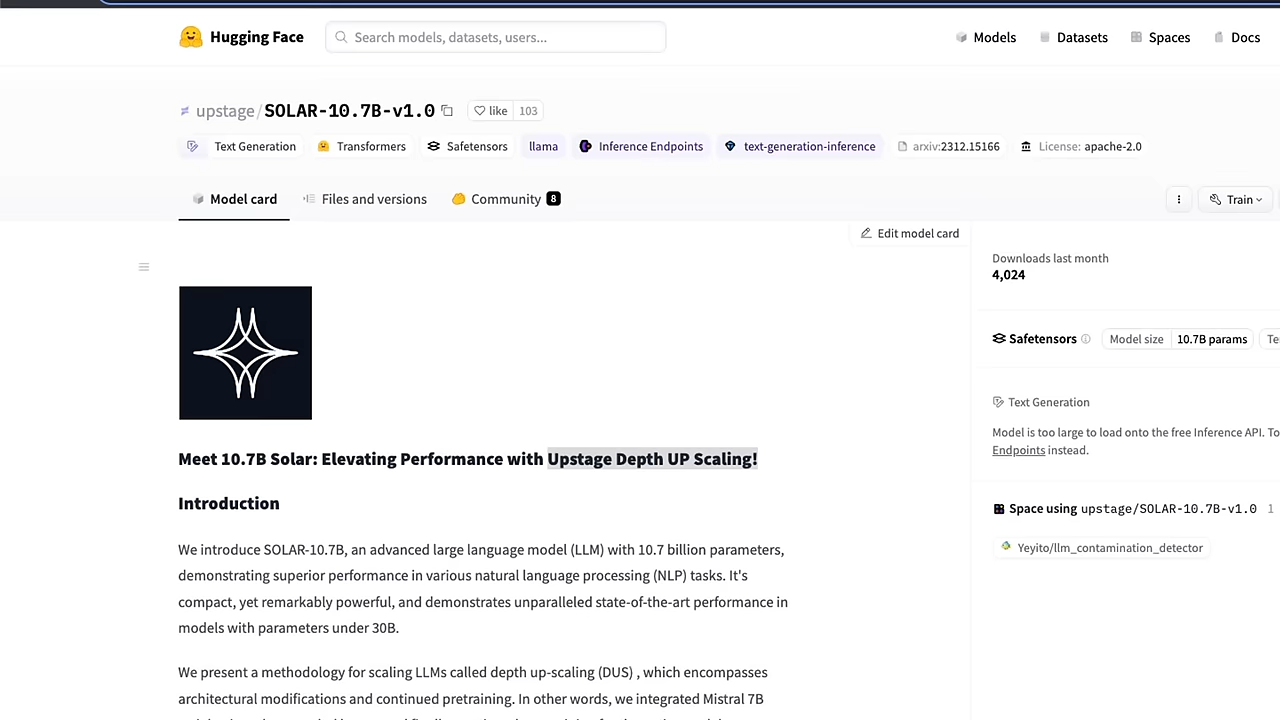 Hugging Face
Search models, datasets, users...
Models
Datasets
Spaces
Docs
upstage/SOLAR-10.7B-v1.0
like 103
Text Generation
Transformers
Safetensors
llama
Inference Endpoints
text-generation-inference
arxiv:2312.15166
License: apache-2.0
Model card
Files and versions
Community 8
Train
Edit model card
Meet 10.7B Solar: Elevating Performance with Upstage Depth UP Scaling!
Introduction
We introduce SOLAR-10.7B, an advanced large language model (LLM) with 10.7 billion parameters,
demonstrating superior performance in various natural language processing (NLP) tasks. It's
compact, yet remarkably powerful, and demonstrates unparalleled state-of-the-art performance in
models with parameters under 30B.
We present a methodology for scaling LLMs called depth up-scaling (DUS) , which encompasses
architectural modifications and continued pretraining. In other words, we integrated Mistral 7B
Downloads last month
4,024
Safetensors
Model size 10.7B params
Te
Text Generation
Model is too large to load onto the free Inference API. To
Endpoints instead.
Space using upstage/SOLAR-10.7B-v1.0 1
Yeyito/llm_contamination_detector